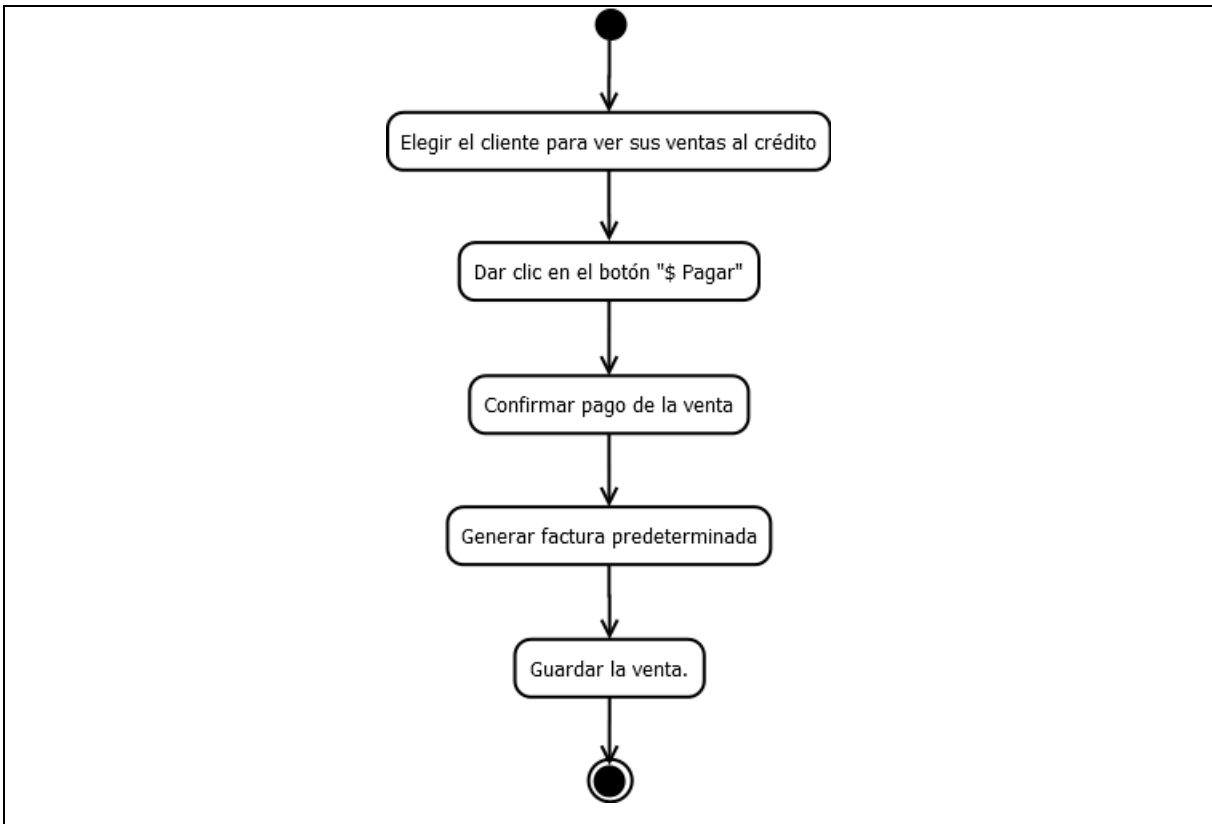 Elegir el cliente para ver sus ventas al crédito
Dar clic en el botón "$ Pagar"
Confirmar pago de la venta
Generar factura predeterminada
Guardar la venta.